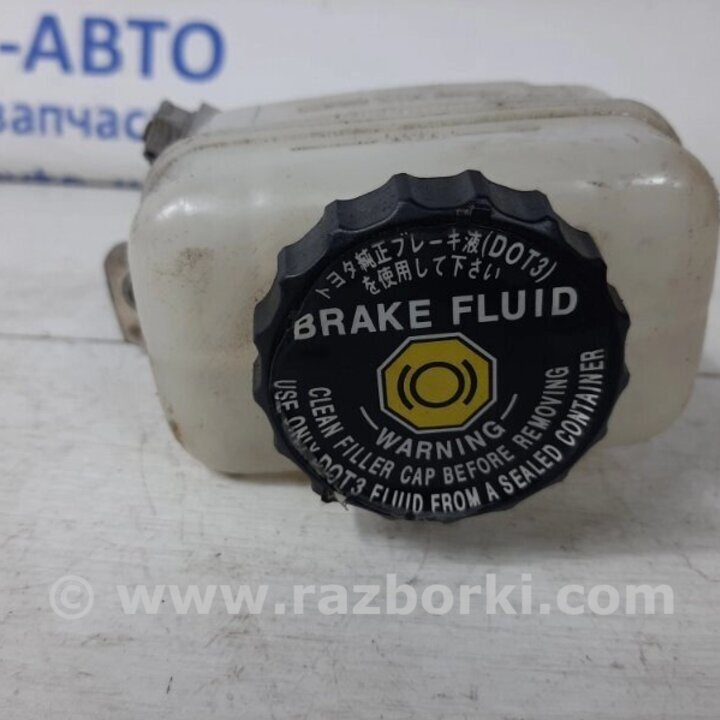 -АВТО
запчас
トヨタ純正ブレーキ液(DOT3)
を使用して下さい
BRAKE FLUID
WARNING
CLEAN FILLER CAP BEFORE REMOVING
USE ONLY DOT3 FLUID FROM A SEALED CONTAINER
© www.razborki.com